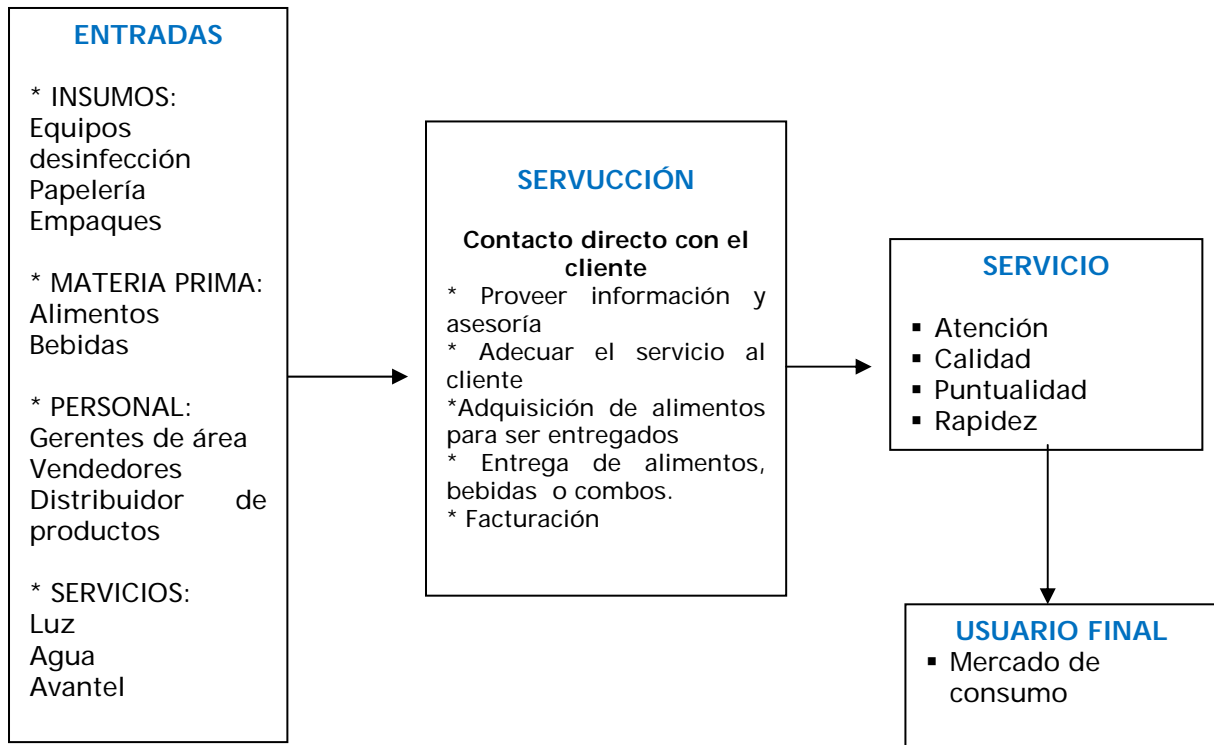 ENTRADAS
* INSUMOS:
Equipos
desinfección
Papelería
Empaques
* MATERIA PRIMA:
Alimentos
Bebidas
* PERSONAL:
Gerentes de área
Vendedores
Distribuidor de
productos
* SERVICIOS:
Luz
Agua
Avantel
SERVUCCIÓN
Contacto directo con el
cliente
* Proveer información y
asesoría
* Adecuar el servicio al
cliente
*Adquisición de alimentos
para ser entregados
* Entrega de alimentos,
bebidas o combos.
* Facturación
SERVICIO
▪ Atención
▪ Calidad
▪ Puntualidad
▪ Rapidez
USUARIO FINAL
▪ Mercado de
consumo